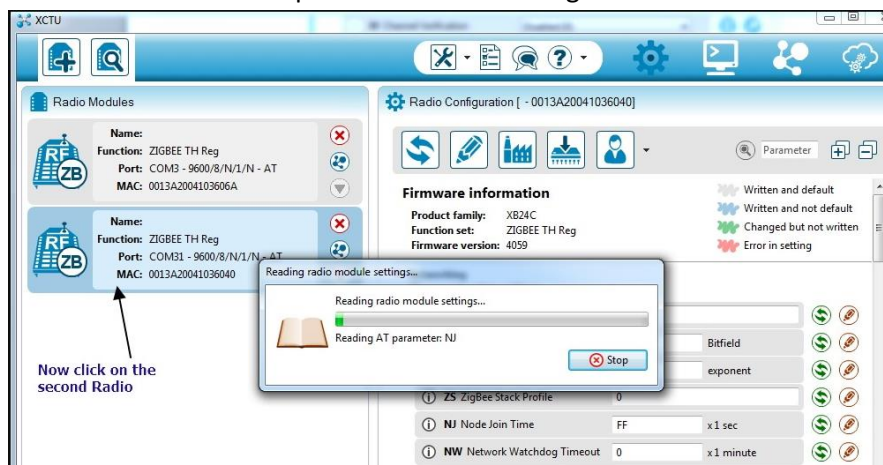 XCTU
Radio Modules
Name:
Function: ZIGBEE TH Reg
Port: COM3 - 9600/8/N/1/N - AT
MAC: 0013A2004103606A
Name:
Function: ZIGBEE TH Reg
Port: COM31 - 9600/8/N/1/N - AT
MAC: 0013A20041036040
Now click on the
second Radio
Radio Configuration [ - 0013A20041036040]
Parameter
Firmware information
Product family: XB24C
Function set: ZIGBEE TH Reg
Firmware version: 4059
Written and default
Written and not default
Changed but not written
Error in setting
Reading radio module settings...
Reading radio module settings...
Reading AT parameter: NJ
Stop
Bitfield
exponent
ZS ZigBee Stack Profile 0
NJ Node Join Time FF x 1 sec
NW Network Watchdog Timeout 0 x 1 minute